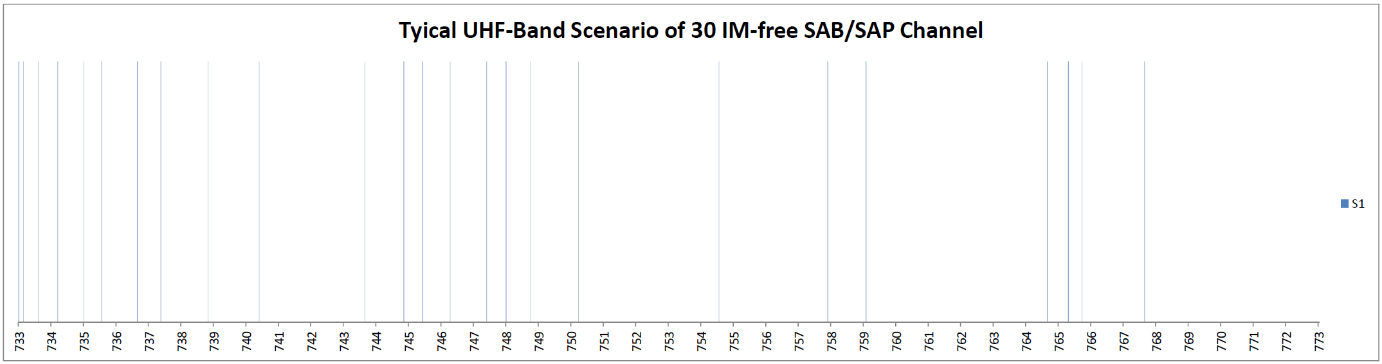 Tyical UHF-Band Scenario of 30 IM-free SAB/SAP Channel
S1
733 734 735 736 737 738 739 740 741 742 743 744 745 746 747 748 749 750 751 752 753 754 755 756 757 758 759 760 761 762 763 764 765 766 767 768 769 770 771 772 773